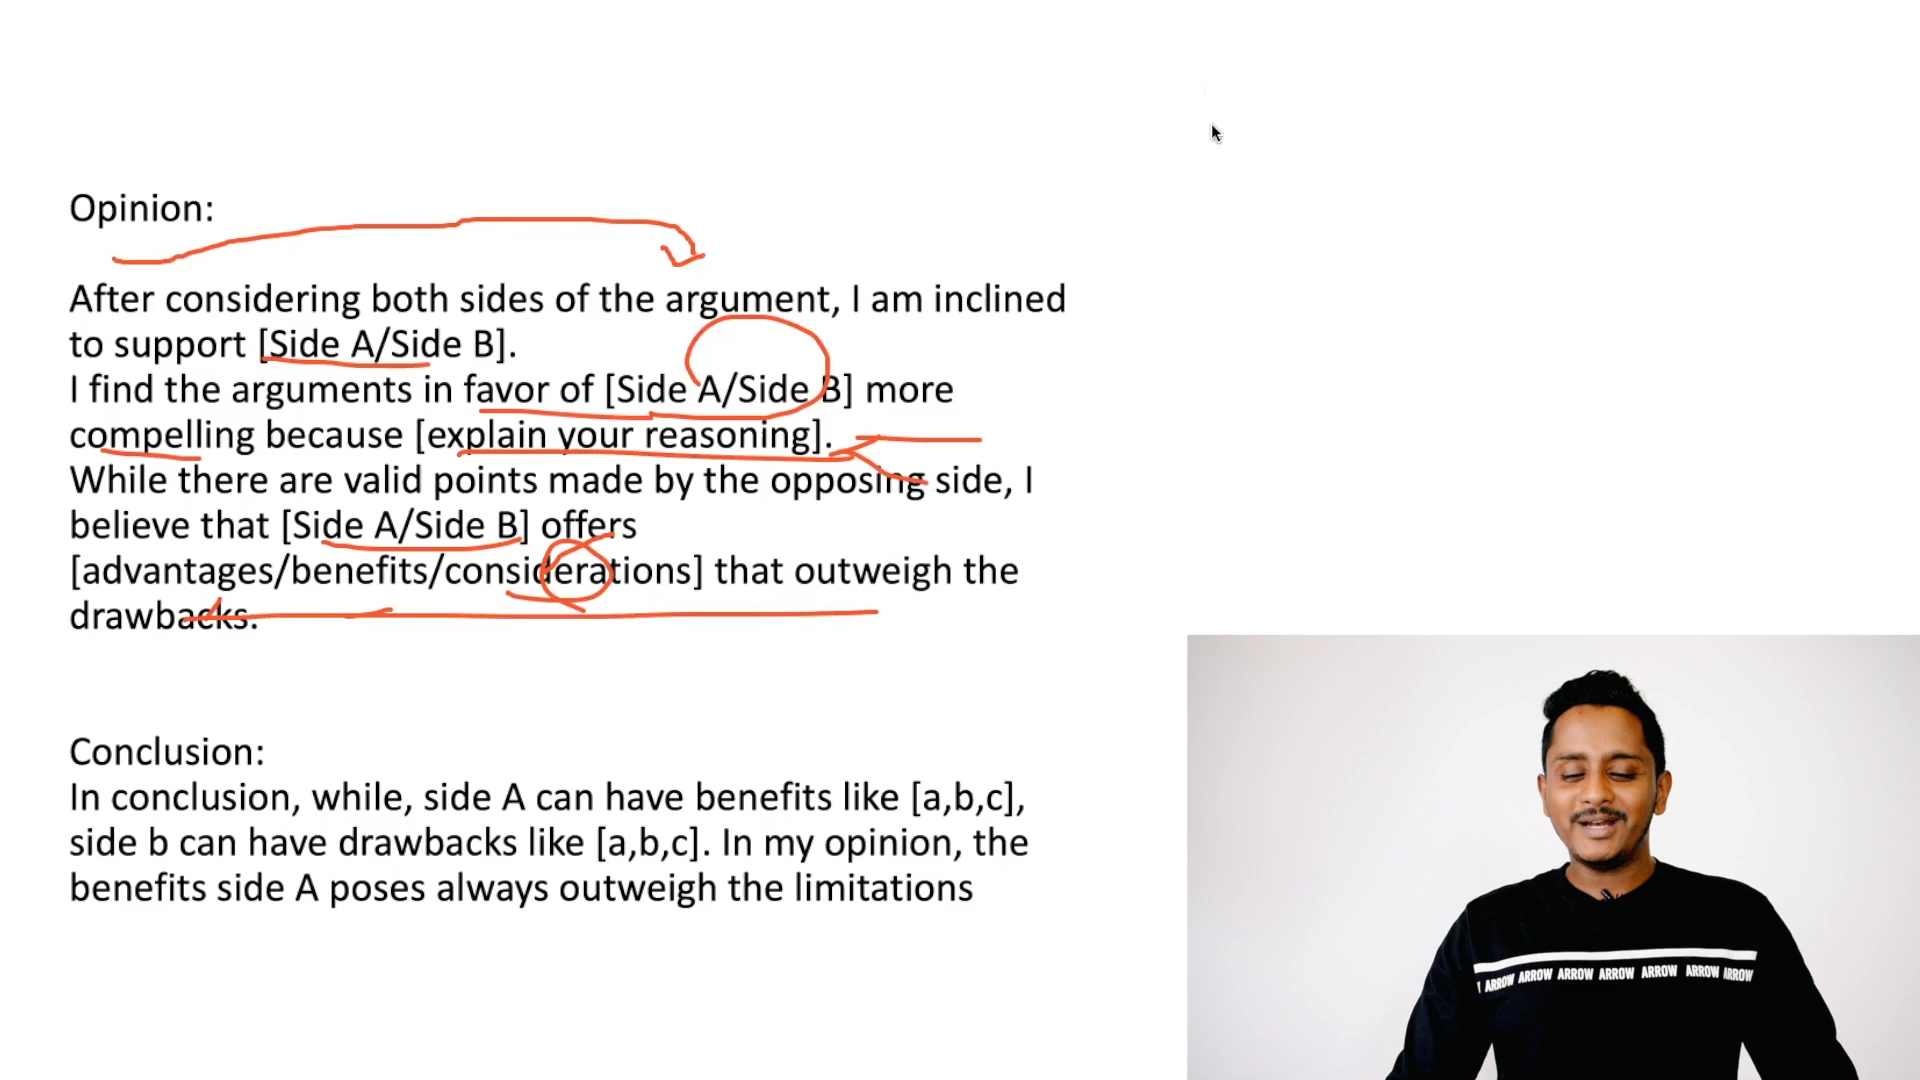 Opinion:
After considering both sides of the argument, I am inclined
to support [Side A/Side B].
I find the arguments in favor of [Side A/Side B] more
compelling because [explain your reasoning].
While there are valid points made by the opposing side, I
believe that [Side A/Side B] offers
[advantages/benefits/considerations] that outweigh the
drawbacks.
Conclusion:
In conclusion, while, side A can have benefits like [a,b,c],
side b can have drawbacks like [a,b,c]. In my opinion, the
benefits side A poses always outweigh the limitations
ARROW ARROW ARROW ARROW ARROW ARROW ARROW